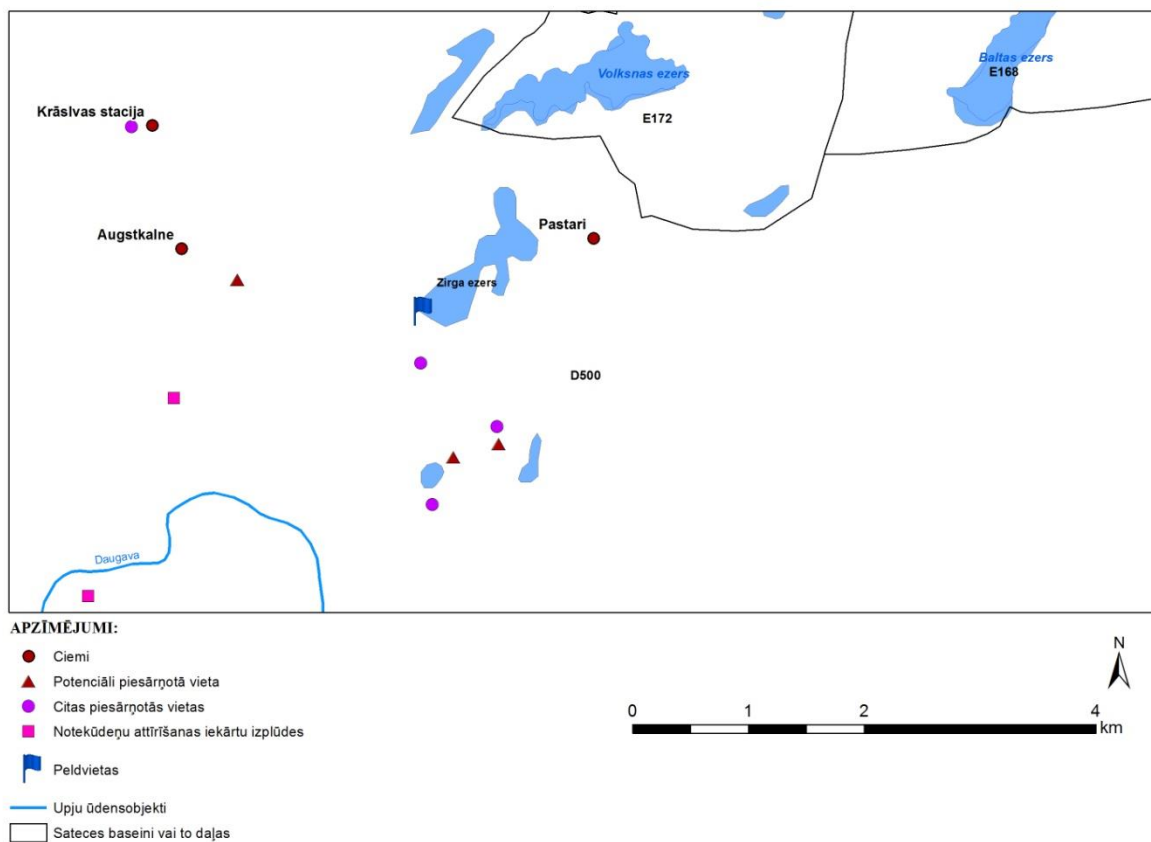 Volksnas ezers
Baltas ezers
E168
Krāslvas stacija
E172
Augstkalne
Pastari
Zirga ezers
D500
Daugava
APZĪMĒJUMI:
Ciemi
Potenciāli piesārņotā vieta
Citas piesārņotās vietas
Notekūdeņu attīrīšanas iekārtu izplūdes
Peldvietas
Upju ūdensobjekti
Sateces baseini vai to daļas
N
0 1 2 4
km